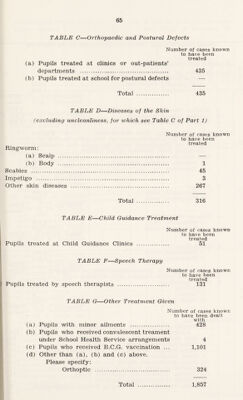 65
TABLE C—Orthopaedic and Postural Defects
Number of cases known
to have been
treated
(a) Pupils treated at clinics or out-patients'
departments ........ 435
(b) Pupils treated at school for postural defects —
Total ........ 435
TABLE D—Diseases of the Skin
(excluding uncleanliness, for which see Table C of Part 1)
Number of cases known
to have been
treated
Ringworm:
(a) Scalp ........ —
(b) Body ........ 1
Scabies ........ 45
Impetigo ........ 3
Other skin diseases ........ 267
Total ........ 316
TABLE E—Child Guidance Treatment
Number of cases known
to have been
treated
Pupils treated at Child Guidance Clinics ........ 51
TABLE F—Speech Therapy
Number of cases known
to have been
treated
Pupils treated by speech therapists ........ 131
TABLE G—Other Treatment Given
Number of cases known
to have been dealt
with
(a) Pupils with minor ailments ........ 428
(b) Pupils who received convalescent treament
under School Health Service arrangements 4
(c) Pupils who received B.C.G. vaccination ... 1,101
(d) Other than (a), (b) and (c) above.
Please specify:
Orthoptic ........ 324
Total ........ 1,857